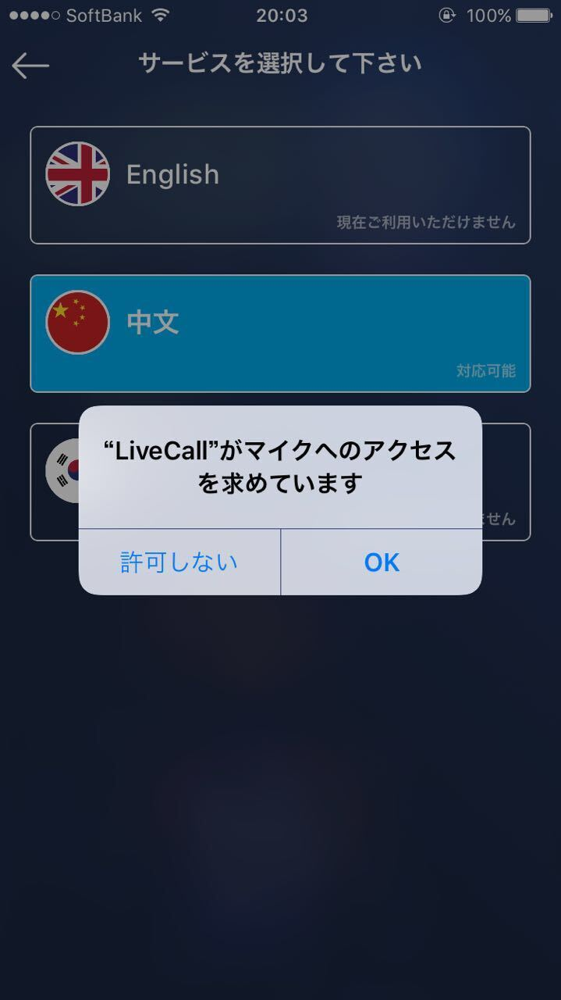 SoftBank 20:03 100%
サービスを選択して下さい
English
現在ご利用いただけません
中文
対応可能
“LiveCall”がマイクへのアクセス
を求めています
せん
許可しない OK